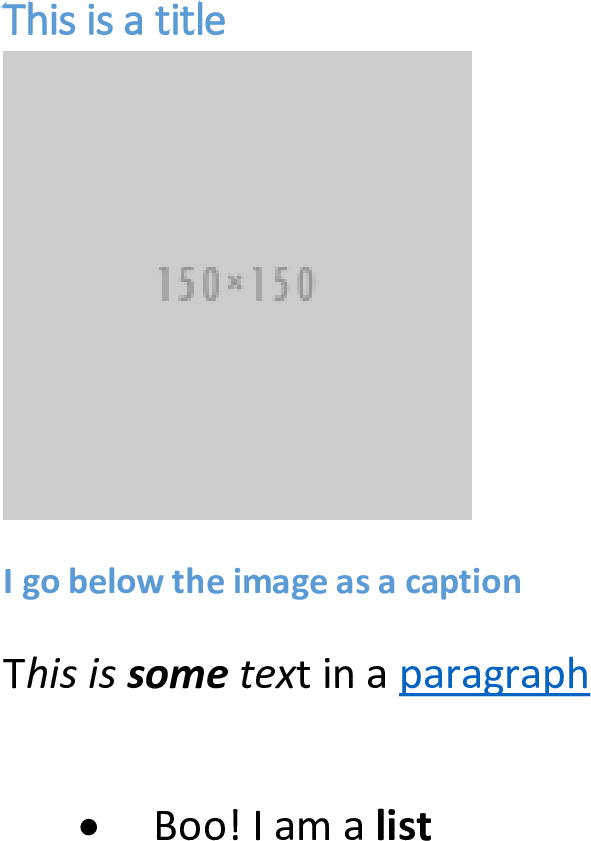 This is a title
150×150
I go below the image as a caption
This is some text in a paragraph
• Boo! I am a list